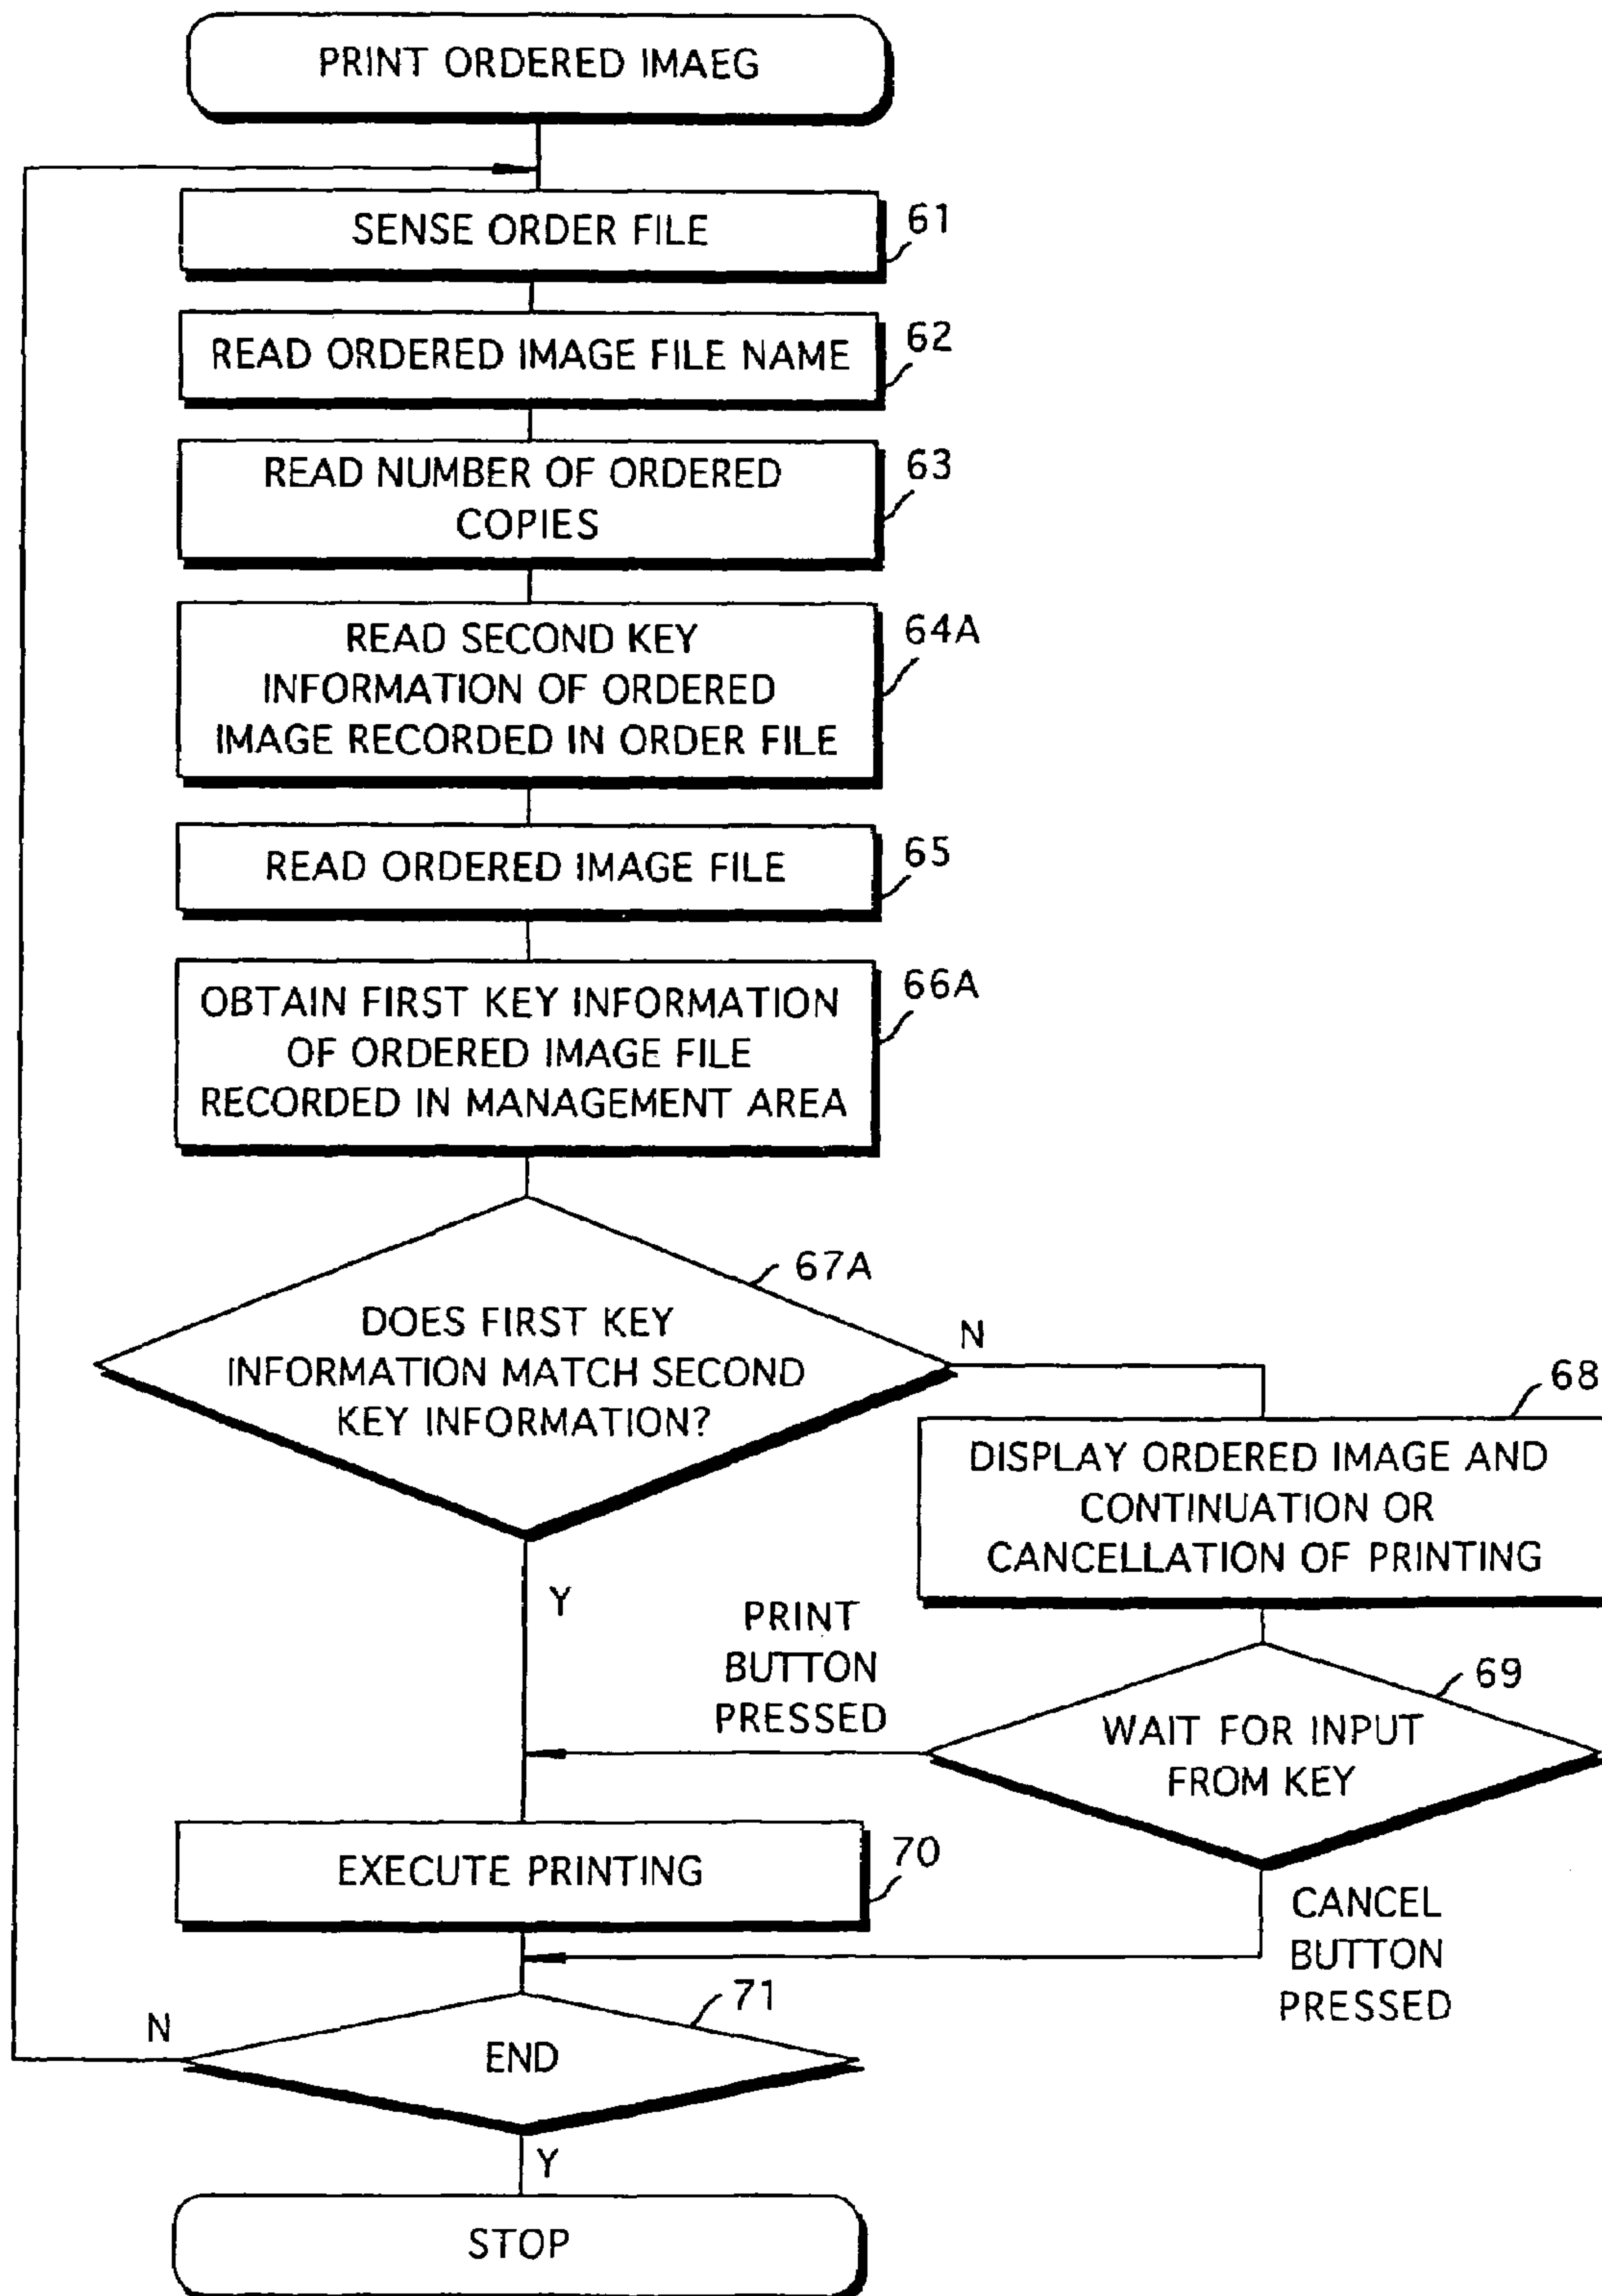 PRINT ORDERED IMAEG
SENSE ORDER FILE
61
READ ORDERED IMAGE FILE NAME
62
READ NUMBER OF ORDERED
COPIES
63
READ SECOND KEY
INFORMATION OF ORDERED
IMAGE RECORDED IN ORDER FILE
64A
READ ORDERED IMAGE FILE
65
OBTAIN FIRST KEY INFORMATION
OF ORDERED IMAGE FILE
RECORDED IN MANAGEMENT AREA
66A
67A
DOES FIRST KEY
INFORMATION MATCH SECOND
KEY INFORMATION?
N
68
DISPLAY ORDERED IMAGE AND
CONTINUATION OR
CANCELLATION OF PRINTING
Y
PRINT
BUTTON
PRESSED
69
WAIT FOR INPUT
FROM KEY
EXECUTE PRINTING
70
CANCEL
BUTTON
PRESSED
71
N
END
Y
STOP